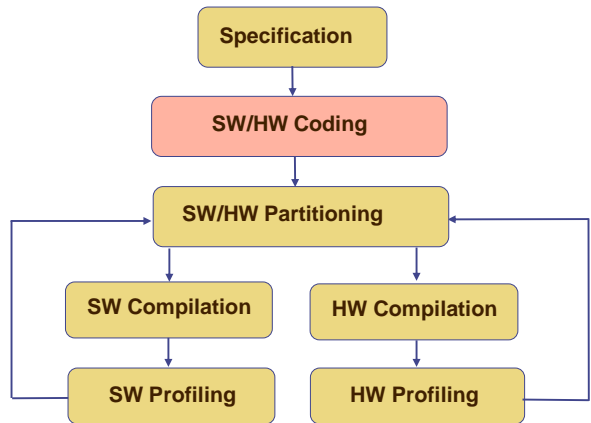 Specification
SW/HW Coding
SW/HW Partitioning
SW Compilation
HW Compilation
SW Profiling
HW Profiling